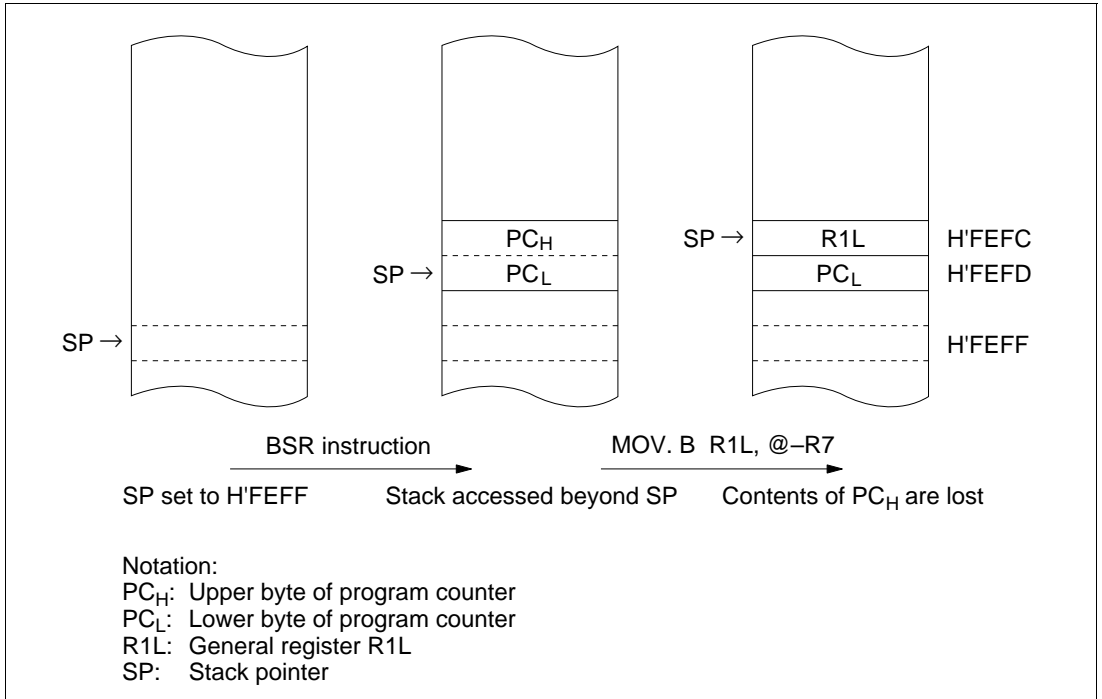 PCH
SP → PCL
SP → R1L H'FEFC
PCL H'FEFD
SP → H'FEFF
BSR instruction
MOV. B R1L, @–R7
SP set to H'FEFF
Stack accessed beyond SP
Contents of PCH are lost
Notation:
PCH: Upper byte of program counter
PCL: Lower byte of program counter
R1L: General register R1L
SP: Stack pointer